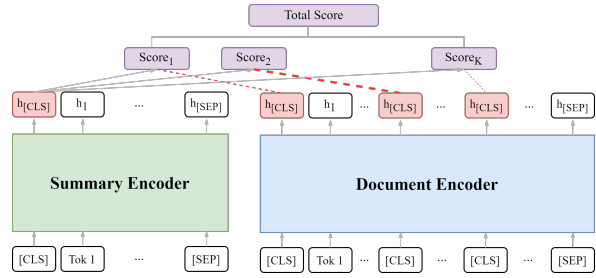 Total Score
Score₁ Score₂ Score_K
h[CLS] h₁ ... h[SEP] h[CLS] h₁ ... h[CLS] ... h[CLS] ... h[SEP]
Summary Encoder Document Encoder
[CLS] Tok 1 ... [SEP] [CLS] Tok 1 ... [CLS] ... [CLS] ... [SEP]